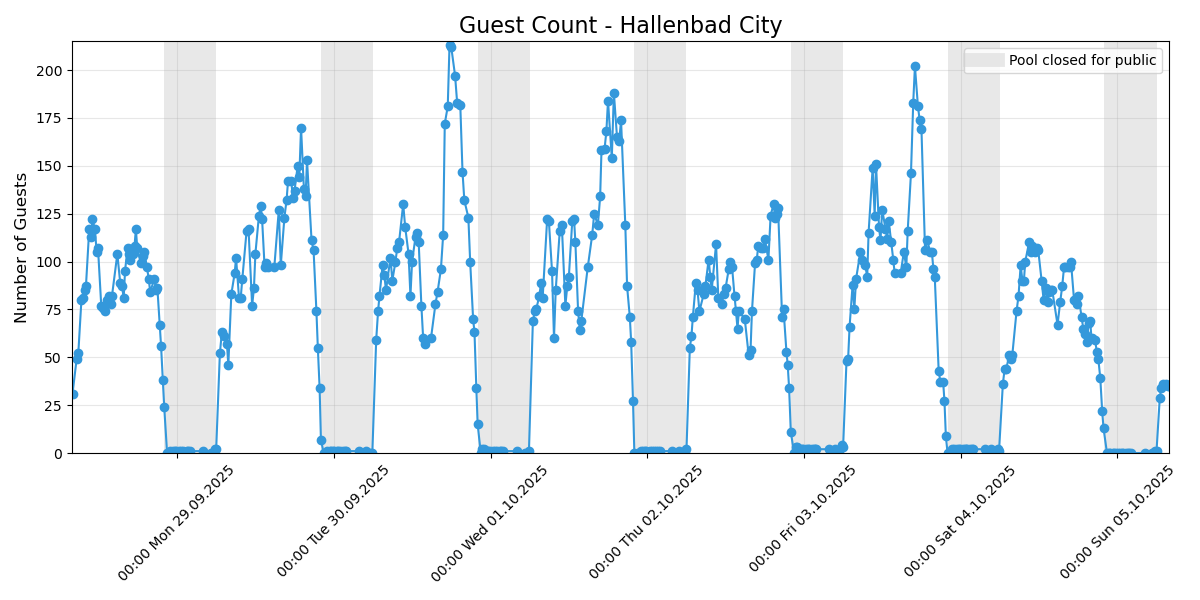 Guest Count - Hallenbad City
Pool closed for public
Number of Guests
200
175
150
125
100
75
50
25
0
00:00 Mon 29.09.2025
00:00 Tue 30.09.2025
00:00 Wed 01.10.2025
00:00 Thu 02.10.2025
00:00 Fri 03.10.2025
00:00 Sat 04.10.2025
00:00 Sun 05.10.2025